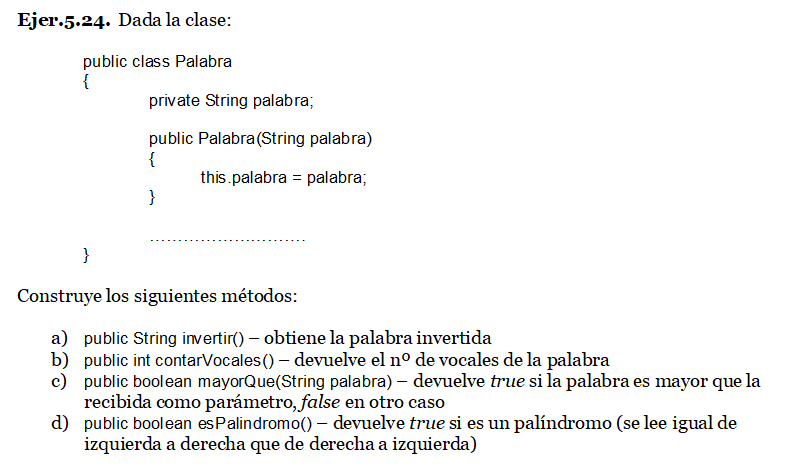 Ejer.5.24. Dada la clase:
public class Palabra
{
private String palabra;
public Palabra(String palabra)
{
this.palabra = palabra;
}
...........................
}
Construye los siguientes métodos:
a) public String invertir() – obtiene la palabra invertida
b) public int contarVocales() – devuelve el nº de vocales de la palabra
c) public boolean mayorQue(String palabra) – devuelve true si la palabra es mayor que la
recibida como parámetro, false en otro caso
d) public boolean esPalindromo() – devuelve true si es un palíndromo (se lee igual de
izquierda a derecha que de derecha a izquierda)